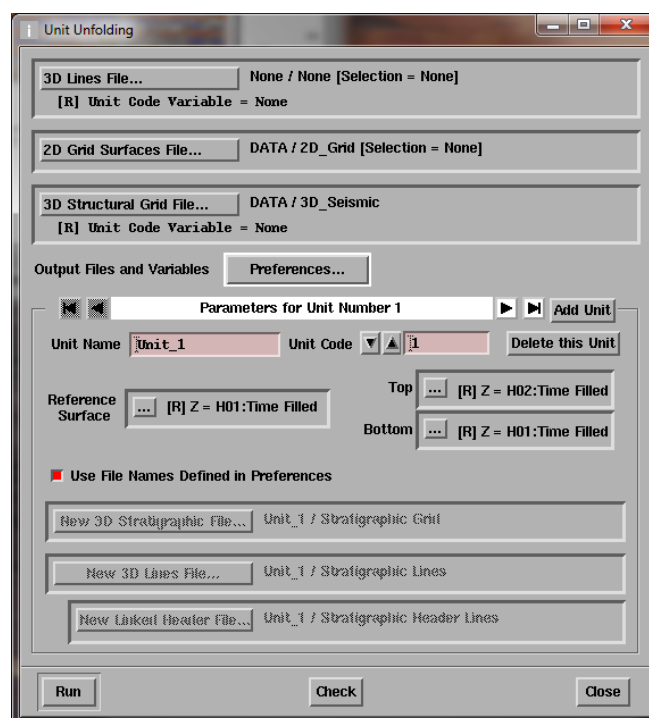 Unit Unfolding
3D Lines File... None / None [Selection = None]
[R] Unit Code Variable = None
2D Grid Surfaces File... DATA / 2D_Grid [Selection = None]
3D Structural Grid File... DATA / 3D_Seismic
[R] Unit Code Variable = None
Output Files and Variables Preferences...
Parameters for Unit Number 1 Add Unit
Unit Name Unit_1 Unit Code 1 Delete this Unit
Reference Surface ... [R] Z = H01:Time Filled
Top ... [R] Z = H02:Time Filled
Bottom ... [R] Z = H01:Time Filled
Use File Names Defined in Preferences
New 3D Stratigraphic File... Unit_1 / Stratigraphic Grid
New 3D Lines File... Unit_1 / Stratigraphic Lines
New Linked Header File... Unit_1 / Stratigraphic Header Lines
Run Check Close